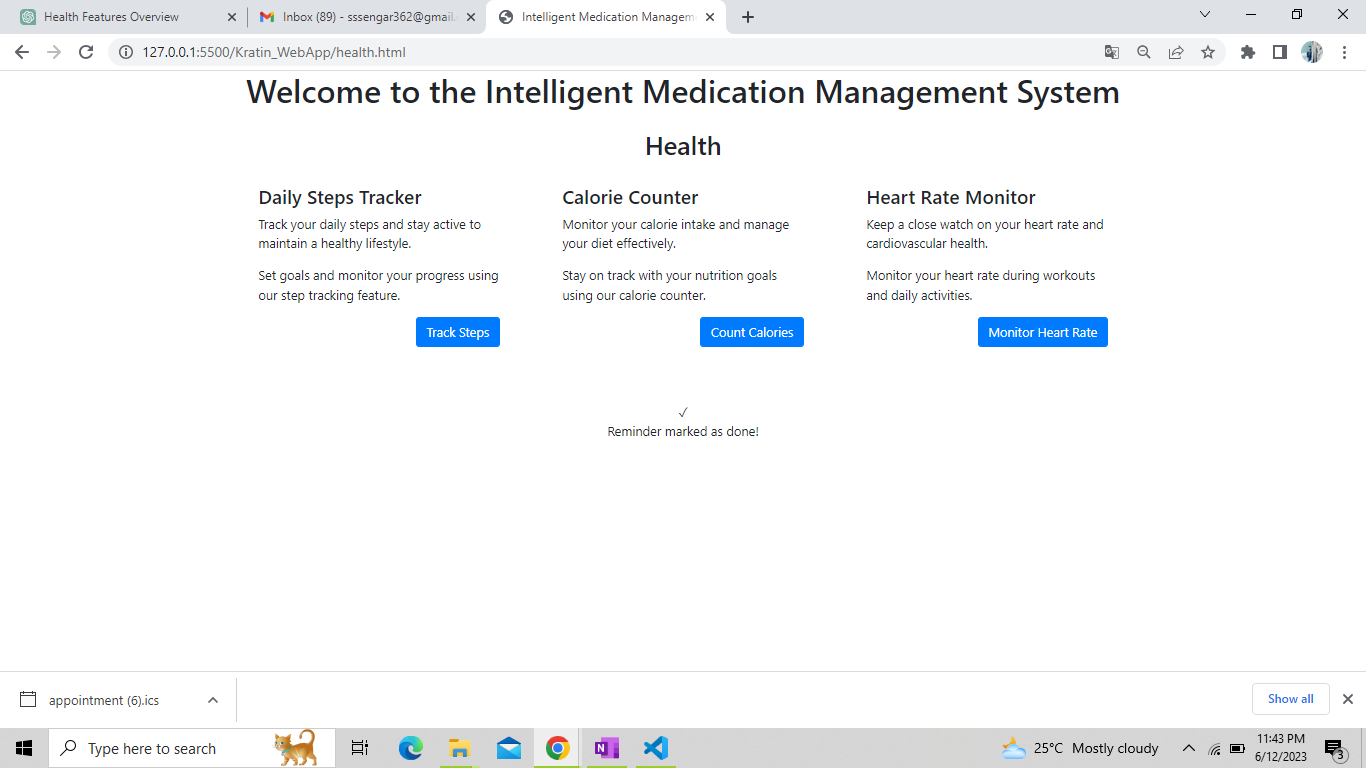 Health Features Overview
Inbox (89) - sssengar362@gmail.
Intelligent Medication Managem
127.0.0.1:5500/Kratin_WebApp/health.html
Welcome to the Intelligent Medication Management System
Health
Daily Steps Tracker
Track your daily steps and stay active to
maintain a healthy lifestyle.
Set goals and monitor your progress using
our step tracking feature.
Track Steps
Calorie Counter
Monitor your calorie intake and manage
your diet effectively.
Stay on track with your nutrition goals
using our calorie counter.
Count Calories
Heart Rate Monitor
Keep a close watch on your heart rate and
cardiovascular health.
Monitor your heart rate during workouts
and daily activities.
Monitor Heart Rate
✓
Reminder marked as done!
appointment (6).ics
Show all
Type here to search
25°C Mostly cloudy
11:43 PM
6/12/2023
3